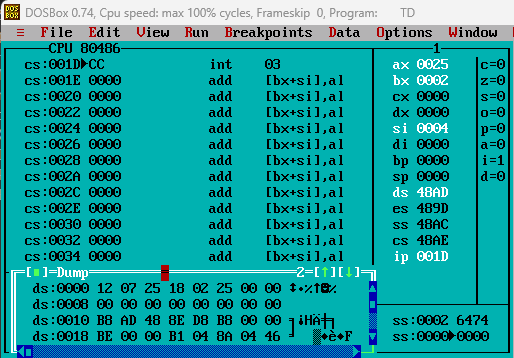 DOSBox 0.74, Cpu speed: max 100% cycles, Frameskip 0, Program: TD
≡ File Edit View Run Breakpoints Data Options Window
CPU 80486 1
cs:001D►CC int 03 ax 0025 c=0
cs:001E 0000 add [bx+si],al bx 0002 z=0
cs:0020 0000 add [bx+si],al cx 0000 s=0
cs:0022 0000 add [bx+si],al dx 0000 o=0
cs:0024 0000 add [bx+si],al si 0004 p=0
cs:0026 0000 add [bx+si],al di 0000 a=0
cs:0028 0000 add [bx+si],al bp 0000 i=1
cs:002A 0000 add [bx+si],al sp 0000 d=0
cs:002C 0000 add [bx+si],al ds 48AD
cs:002E 0000 add [bx+si],al es 489D
cs:0030 0000 add [bx+si],al ss 48AC
cs:0032 0000 add [bx+si],al cs 48AE
cs:0034 0000 add [bx+si],al ip 001D
[■]=Dump 2=[↑][↓]
ds:0000 12 07 25 18 02 25 00 00 ↕•%↑☻%
ds:0008 00 00 00 00 00 00 00 00
ds:0010 B8 AD 48 8E D8 B8 00 00 ╕¡HÄ╪╕ ss:0002 6474
ds:0018 BE 00 00 B1 04 8A 04 46 ♦è♦F ss:0000►0000